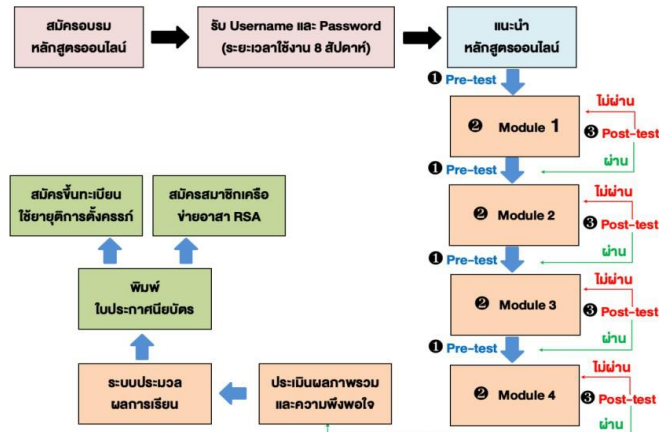 สมัครอบรม
หลักสูตรออนไลน์
รับ Username และ Password
(ระยะเวลาใช้งาน 8 สัปดาห์)
แนะนำ
หลักสูตรออนไลน์
❶ Pre-test
❷ Module 1
ไม่ผ่าน
❸ Post-test
ผ่าน
❶ Pre-test
❷ Module 2
ไม่ผ่าน
❸ Post-test
ผ่าน
❶ Pre-test
❷ Module 3
ไม่ผ่าน
❸ Post-test
ผ่าน
❶ Pre-test
❷ Module 4
ไม่ผ่าน
❸ Post-test
ผ่าน
ประเมินผลภาพรวม
และความพึงพอใจ
ระบบประมวล
ผลการเรียน
พิมพ์
ใบประกาศนียบัตร
สมัครขึ้นทะเบียน
ใช้ยายุติการตั้งครรภ์
สมัครสมาชิกเครือ
ข่ายอาสา RSA